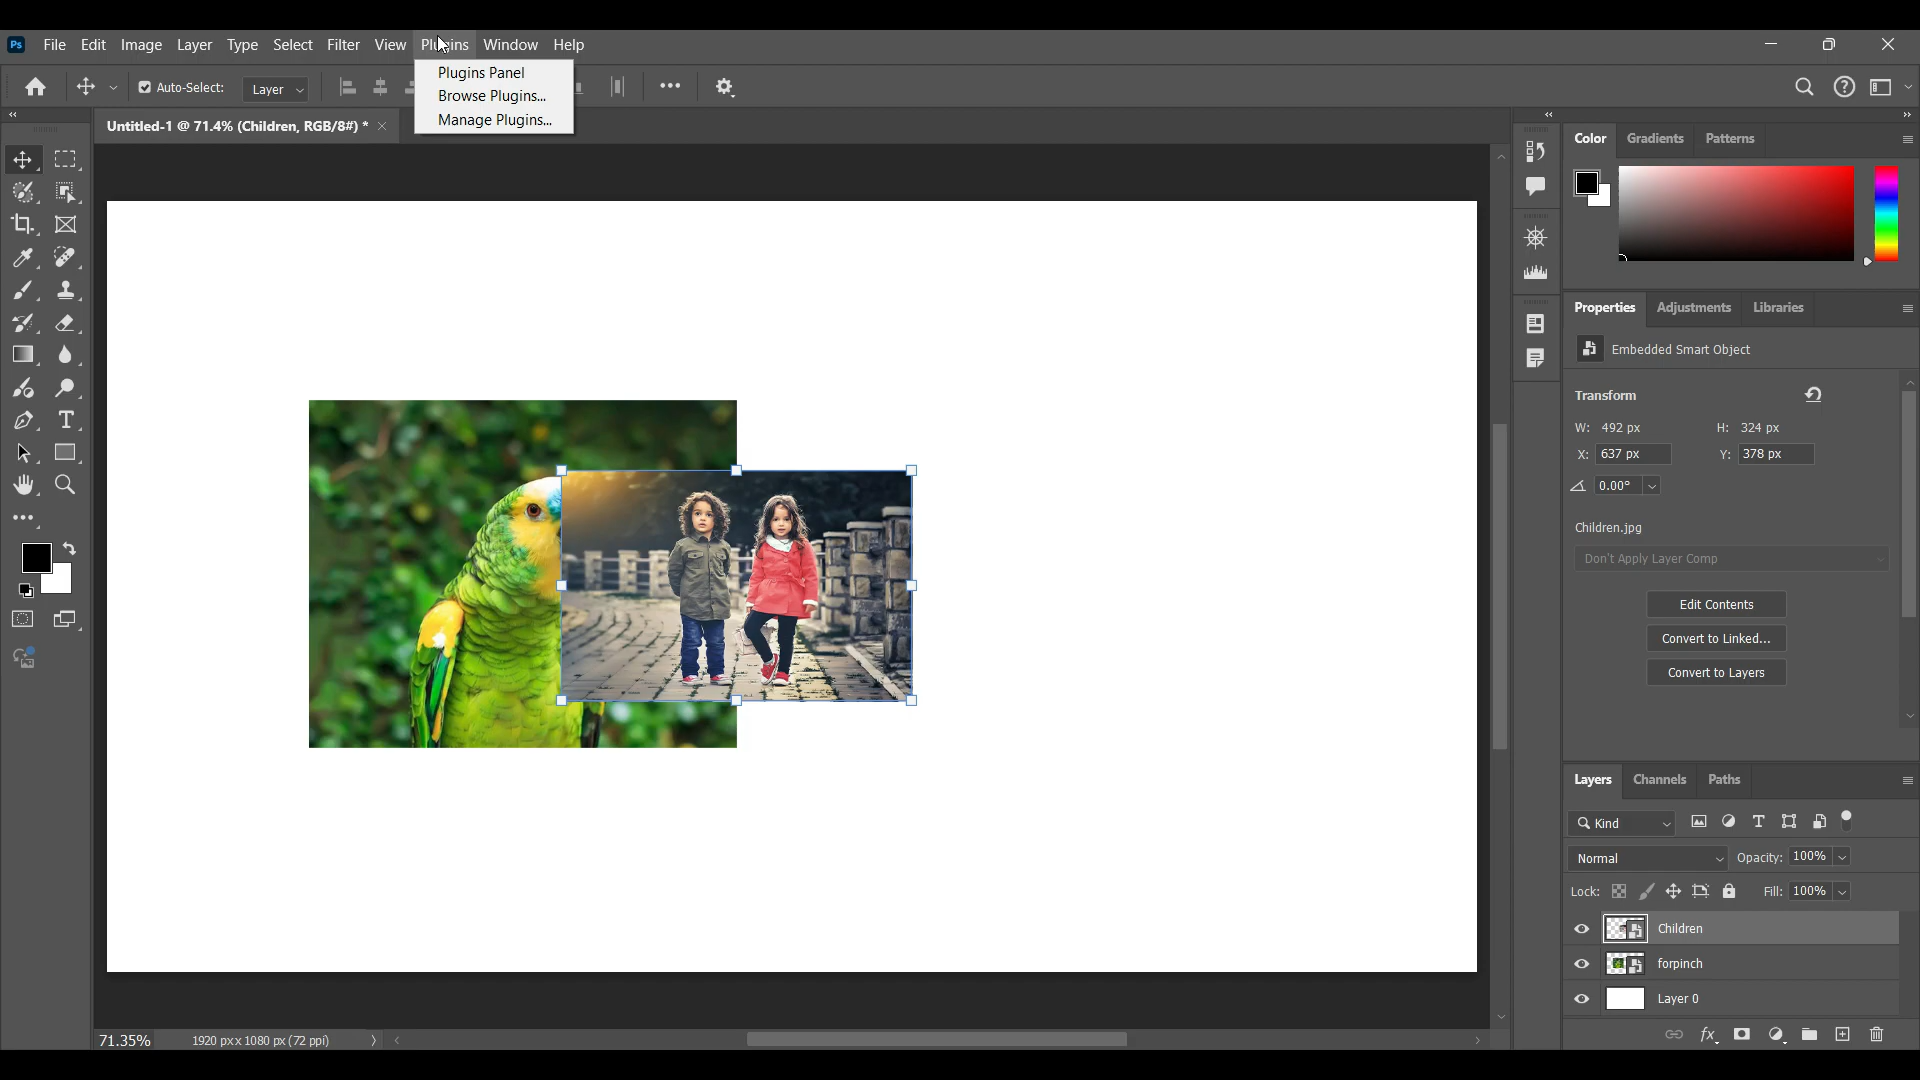 Ps File Edit Image Layer Type Select Filter View Plugins Window Help
Plugins Panel
Browse Plugins...
Manage Plugins...
Auto-Select: Layer
Untitled-1 @ 71.4% (Children, RGB/8#) *
Color Gradients Patterns
Properties Adjustments Libraries
Embedded Smart Object
Transform
W: 492 px H: 324 px
X: 637 px Y: 378 px
0.00°
Children.jpg
Don't Apply Layer Comp
Edit Contents
Convert to Linked...
Convert to Layers
Layers Channels Paths
Kind
Normal Opacity: 100%
Lock: Fill: 100%
Children
forpinch
Layer 0
fx
71.35% 1920 px x 1080 px (72 ppi)